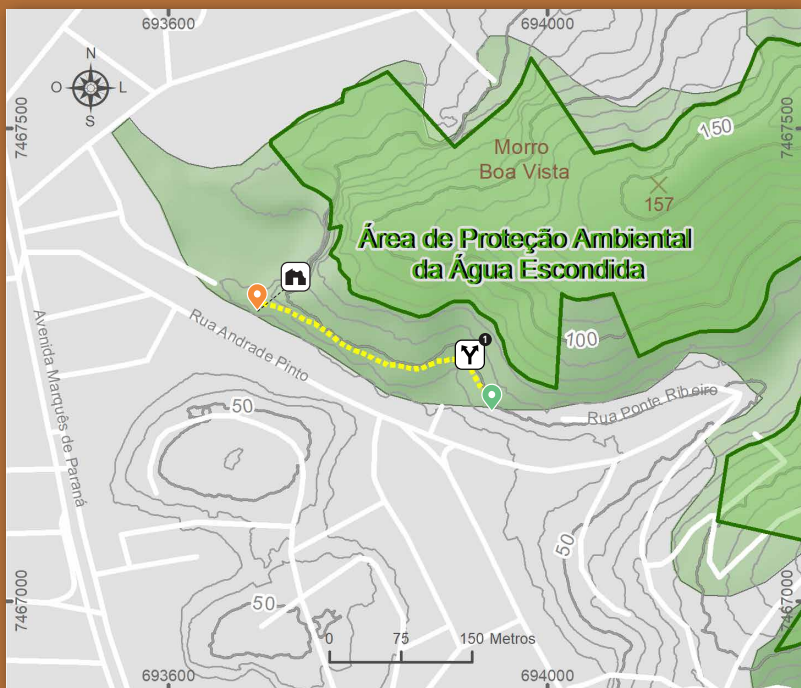 693600
694000
N
O
L
S
7467500
7467500
150
Morro
Boa Vista
157
Área de Proteção Ambiental
da Água Escondida
Rua Andrade Pinto
100
1
Avenida Marquês de Paraná
50
Rua Ponte Ribeiro
50
50
7467000
7467000
0 75 150 Metros
693600
694000